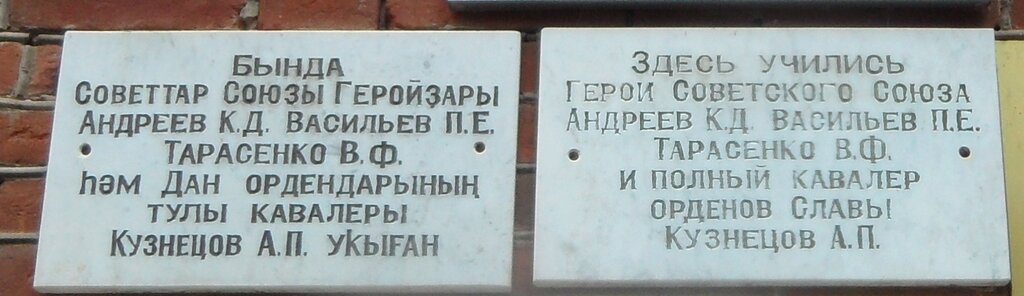 Бында
Советтар Союзы Геройҙары
Андреев К.Д. Васильев П.Е.
Тарасенко В.Ф.
һәм Дан ордендарының
тулы кавалеры
Кузнецов А.П. уҡыған
Здесь учились
Герои Советского Союза
Андреев К.Д. Васильев П.Е.
Тарасенко В.Ф.
и полный кавалер
орденов Славы
Кузнецов А.П.